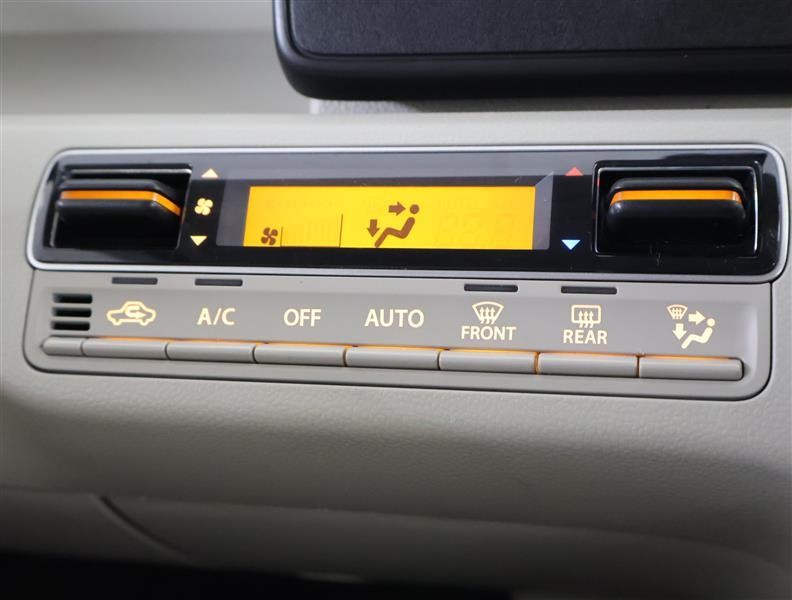 A/C OFF AUTO FRONT REAR